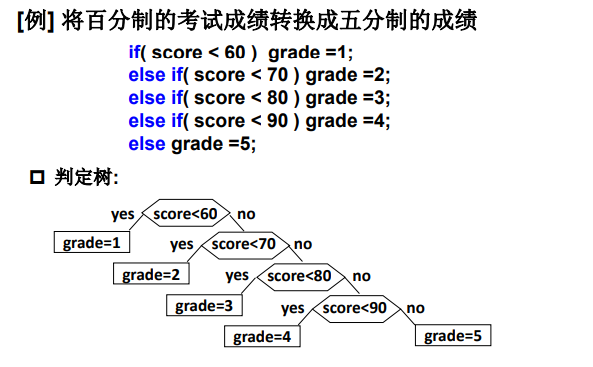 [例] 将百分制的考试成绩转换成五分制的成绩
if( score < 60 ) grade =1;
else if( score < 70 ) grade =2;
else if( score < 80 ) grade =3;
else if( score < 90 ) grade =4;
else grade =5;
判定树:
yes score<60 no
grade=1 yes score<70 no
grade=2 yes score<80 no
grade=3 yes score<90 no
grade=4 grade=5